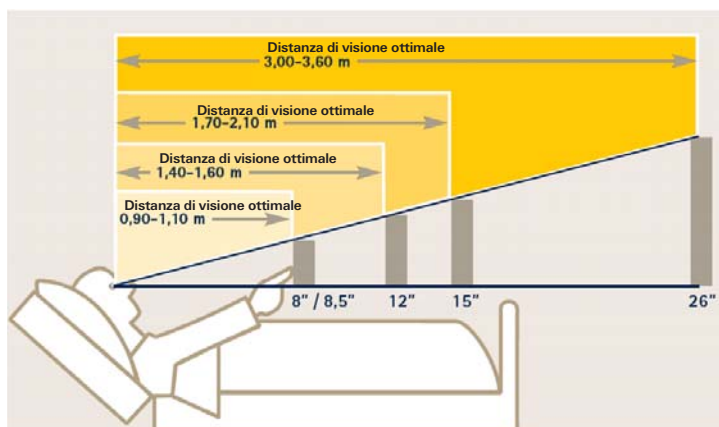 Distanza di visione ottimale
3,00–3,60 m
Distanza di visione ottimale
1,70–2,10 m
Distanza di visione ottimale
1,40–1,60 m
Distanza di visione ottimale
0,90–1,10 m
8" / 8,5" 12" 15" 26"